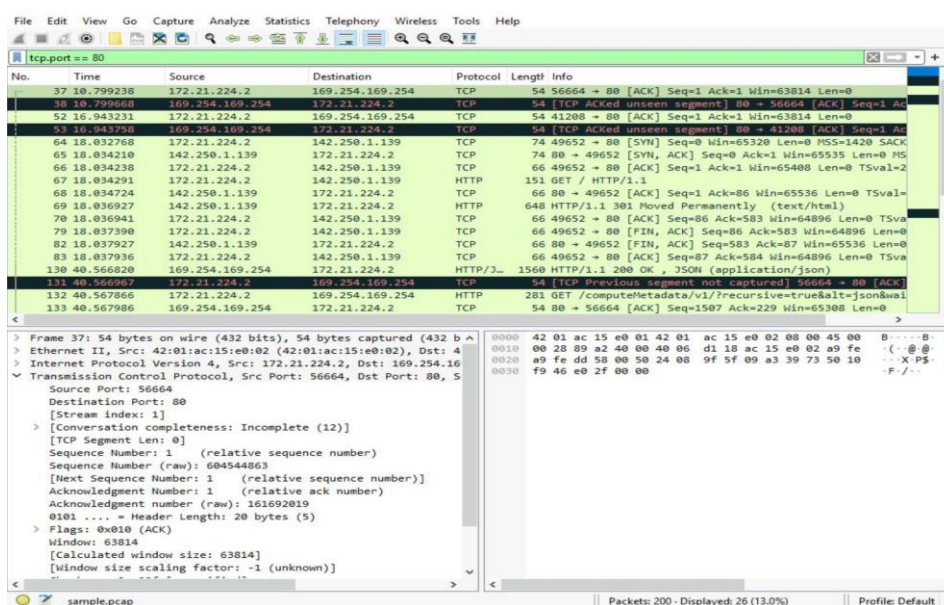 File Edit View Go Capture Analyze Statistics Telephony Wireless Tools Help
tcp.port == 80
No. Time Source Destination Protocol Length Info
37 10.799238 172.21.224.2 169.254.169.254 TCP 54 56664 → 80 [ACK] Seq=1 Ack=1 Win=63814 Len=0
38 10.799668 169.254.169.254 172.21.224.2 TCP 54 [TCP ACKed unseen segment] 80 → 56664 [ACK] Seq=1 Ac
52 16.943231 172.21.224.2 169.254.169.254 TCP 54 41208 → 80 [ACK] Seq=1 Ack=1 Win=63814 Len=0
53 16.943758 169.254.169.254 172.21.224.2 TCP 54 [TCP ACKed unseen segment] 80 → 41208 [ACK] Seq=1 Ac
64 18.032768 172.21.224.2 142.250.1.139 TCP 74 49652 → 80 [SYN] Seq=0 Win=65320 Len=0 MSS=1420 SACK
65 18.034210 142.250.1.139 172.21.224.2 TCP 74 80 → 49652 [SYN, ACK] Seq=0 Ack=1 Win=65535 Len=0 MS
66 18.034238 172.21.224.2 142.250.1.139 TCP 66 49652 → 80 [ACK] Seq=1 Ack=1 Win=65408 Len=0 TSval=2
67 18.034291 172.21.224.2 142.250.1.139 HTTP 151 GET / HTTP/1.1
68 18.034724 142.250.1.139 172.21.224.2 TCP 66 80 → 49652 [ACK] Seq=1 Ack=86 Win=65536 Len=0 TSval=
69 18.036927 142.250.1.139 172.21.224.2 HTTP 648 HTTP/1.1 301 Moved Permanently (text/html)
70 18.036941 172.21.224.2 142.250.1.139 TCP 66 49652 → 80 [ACK] Seq=86 Ack=583 Win=64896 Len=0 TSva
79 18.037390 172.21.224.2 142.250.1.139 TCP 66 49652 → 80 [FIN, ACK] Seq=86 Ack=583 Win=64896 Len=0
82 18.037927 142.250.1.139 172.21.224.2 TCP 66 80 → 49652 [FIN, ACK] Seq=583 Ack=87 Win=65536 Len=0
83 18.037936 172.21.224.2 142.250.1.139 TCP 66 49652 → 80 [ACK] Seq=87 Ack=584 Win=64896 Len=0 TSva
130 40.566820 169.254.169.254 172.21.224.2 HTTP/J… 1560 HTTP/1.1 200 OK , JSON (application/json)
131 40.566967 172.21.224.2 169.254.169.254 TCP 54 [TCP Previous segment not captured] 56664 → 80 [ACK]
132 40.567866 172.21.224.2 169.254.169.254 HTTP 281 GET /computeMetadata/v1/?recursive=true&alt=json&wai
133 40.567986 169.254.169.254 172.21.224.2 TCP 54 80 → 56664 [ACK] Seq=1507 Ack=229 Win=65308 Len=0
Frame 37: 54 bytes on wire (432 bits), 54 bytes captured (432 b
Ethernet II, Src: 42:01:ac:15:e0:02 (42:01:ac:15:e0:02), Dst: 4
Internet Protocol Version 4, Src: 172.21.224.2, Dst: 169.254.16
Transmission Control Protocol, Src Port: 56664, Dst Port: 80, S
Source Port: 56664
Destination Port: 80
[Stream index: 1]
[Conversation completeness: Incomplete (12)]
[TCP Segment Len: 0]
Sequence Number: 1 (relative sequence number)
Sequence Number (raw): 604544863
[Next Sequence Number: 1 (relative sequence number)]
Acknowledgment Number: 1 (relative ack number)
Acknowledgment number (raw): 161692019
0101 .... = Header Length: 20 bytes (5)
Flags: 0x010 (ACK)
Window: 63814
[Calculated window size: 63814]
[Window size scaling factor: -1 (unknown)]
0000 42 01 ac 15 e0 01 42 01 ac 15 e0 02 08 00 45 00 B·····B· ······E·
0010 00 28 89 a2 40 00 40 06 d1 18 ac 15 e0 02 a9 fe ·(··@·@·
0020 a9 fe dd 58 00 50 24 08 9f 5f 09 a3 39 73 50 10 ···X·P$·
0030 f9 46 e0 2f 00 00 ·F·/··
sample.pcap Packets: 200 · Displayed: 26 (13.0%) Profile: Default